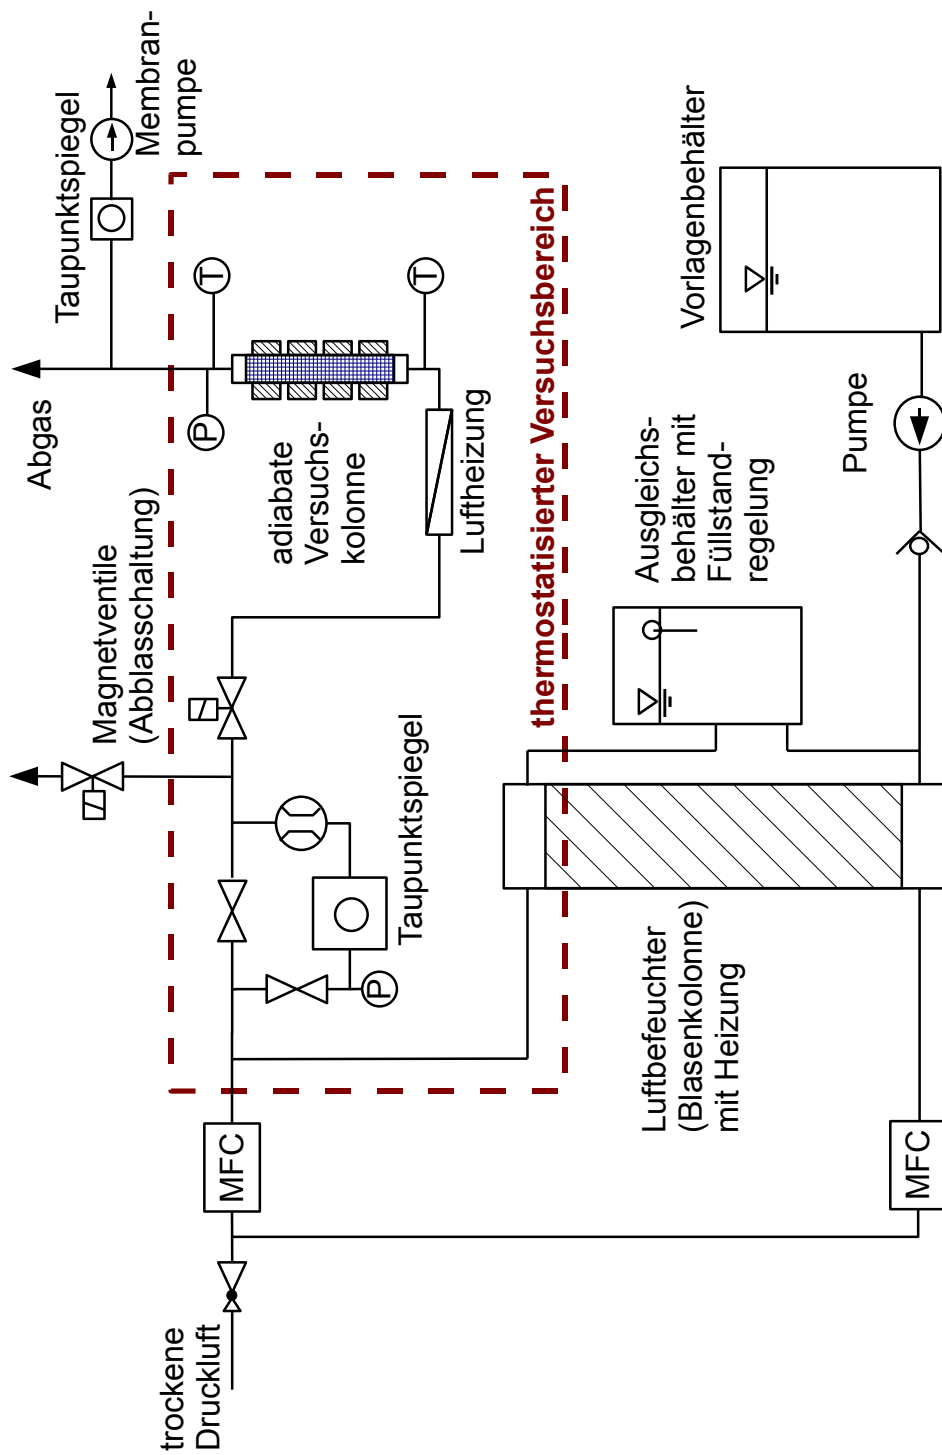 trockene
Druckluft
MFC
MFC
Magnetventile
(Abblasschaltung)
Abgas
Taupunktspiegel
Membran-
pumpe
P
T
T
adiabate
Versuchs-
kolonne
Luftheizung
Taupunktspiegel
P
thermostatisierter Versuchsbereich
Luftbefeuchter
(Blasenkolonne)
mit Heizung
Ausgleichs-
behälter mit
Füllstand-
regelung
Pumpe
Vorlagenbehälter